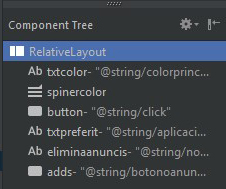 Component Tree
RelativeLayout
Ab txtcolor- "@string/colorprinc...
spinercolor
button- "@string/click"
Ab txtpreferit- "@string/aplicaci...
Ab eliminaanuncis- "@string/no...
adds- "@string/botonoanun...